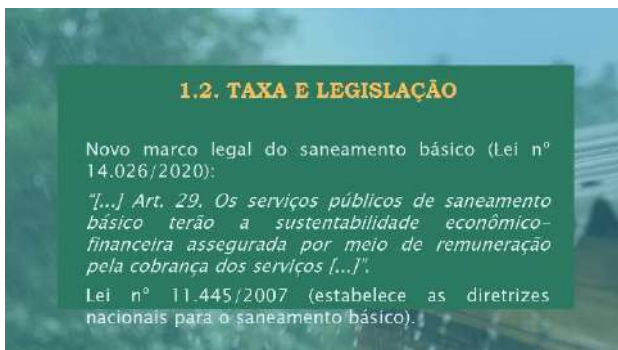 1.2. TAXA E LEGISLAÇÃO
Novo marco legal do saneamento básico (Lei nº
14.026/2020):
"[...] Art. 29. Os serviços públicos de saneamento
básico terão a sustentabilidade econômico-
financeira assegurada por meio de remuneração
pela cobrança dos serviços [...]".
Lei nº 11.445/2007 (estabelece as diretrizes
nacionais para o saneamento básico).